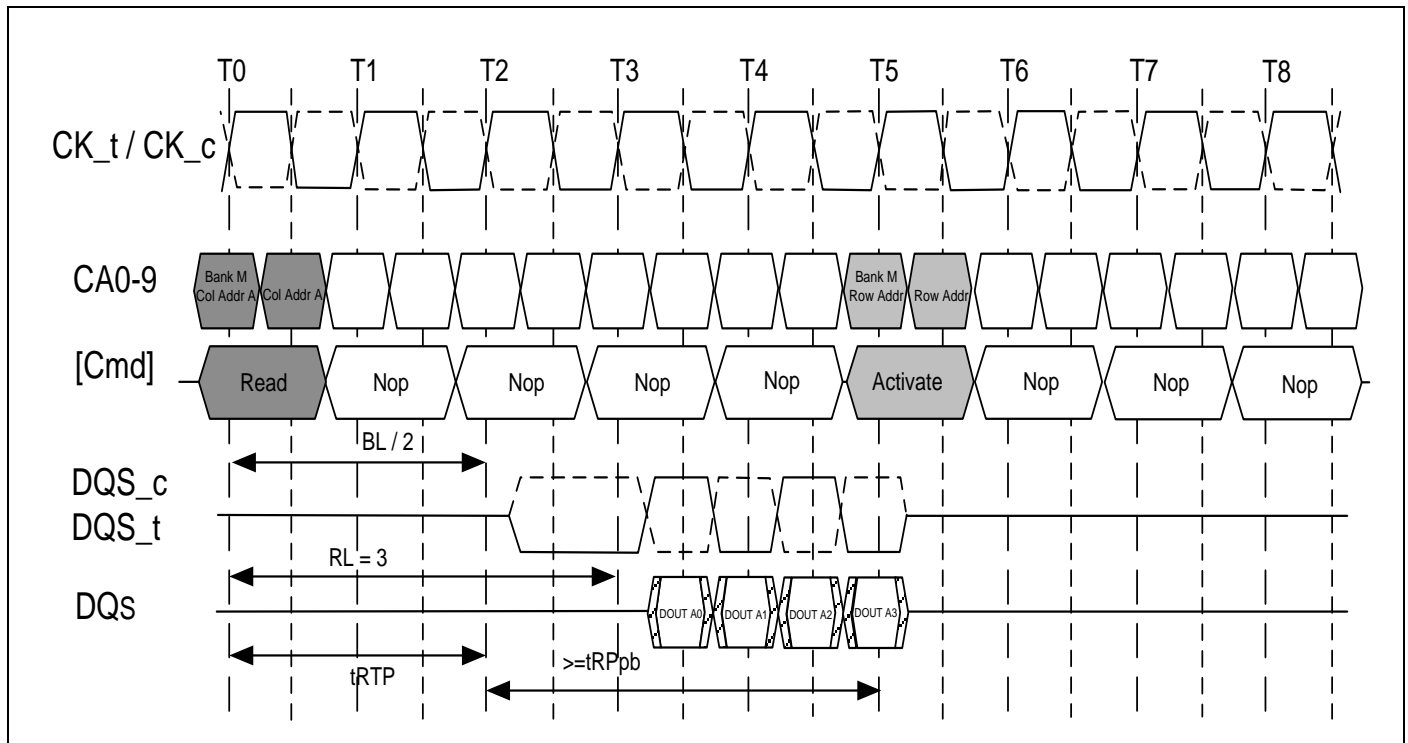 T0 T1 T2 T3 T4 T5 T6 T7 T8
CK_t / CK_c
CA0-9
Bank M
Col Addr A
Col Addr A
Bank M
Row Addr
Row Addr
[Cmd]
Read Nop Nop Nop Nop Activate Nop Nop Nop
BL / 2
DQS_c
DQS_t
RL = 3
DQs
DOUT A0 DOUT A1 DOUT A2 DOUT A3
tRTP
>=tRPpb